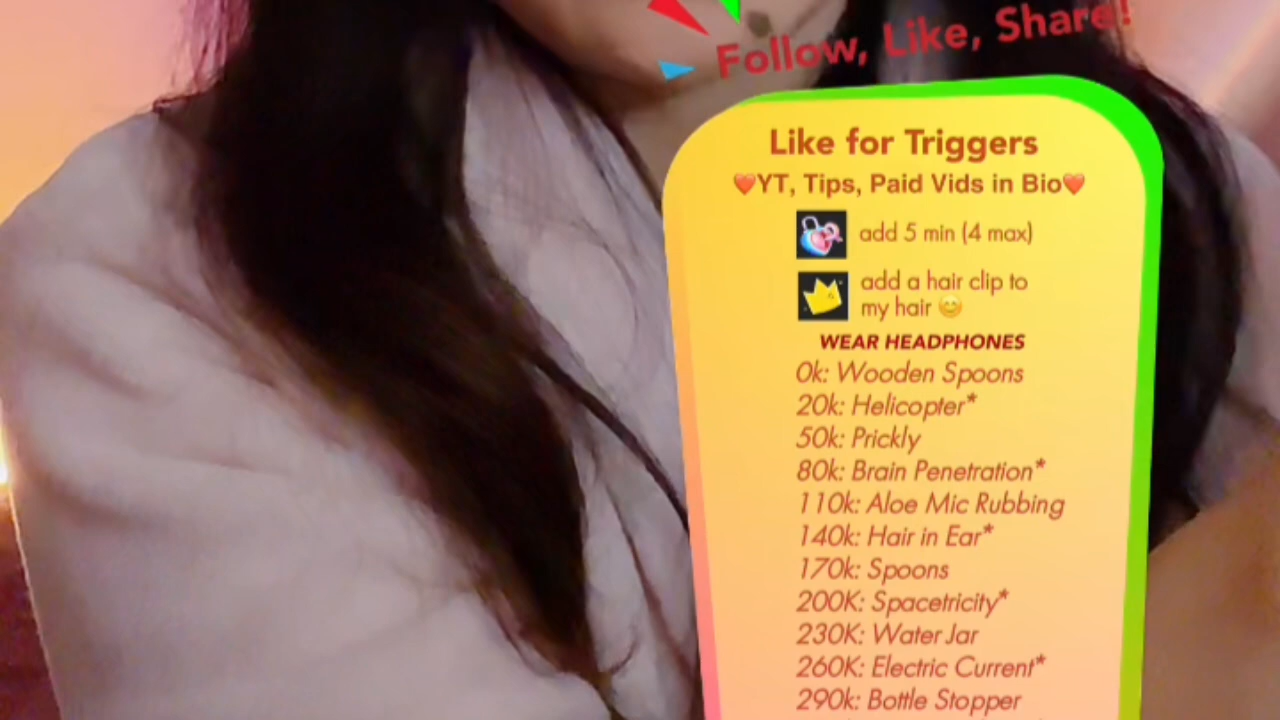 Follow, Like, Share!
Like for Triggers
🧡YT, Tips, Paid Vids in Bio🧡
add 5 min (4 max)
add a hair clip to
my hair 😊
WEAR HEADPHONES
0k: Wooden Spoons
20k: Helicopter*
50k: Prickly
80k: Brain Penetration*
110k: Aloe Mic Rubbing
140k: Hair in Ear*
170k: Spoons
200K: Spacetricity*
230K: Water Jar
260K: Electric Current*
290k: Bottle Stopper